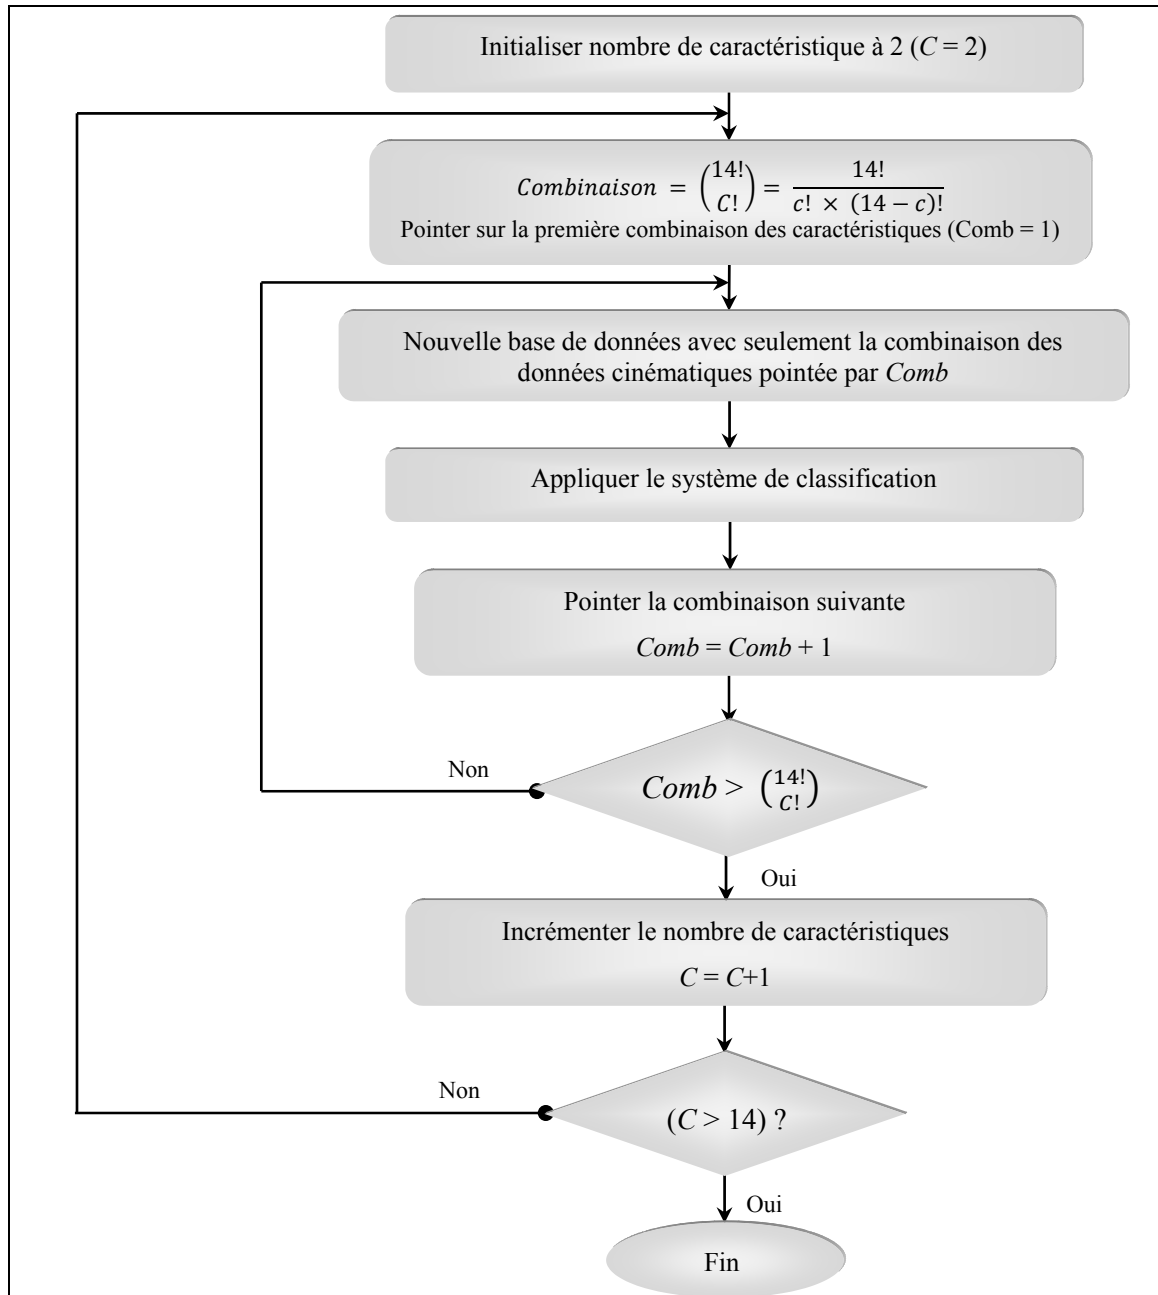 Initialiser nombre de caractéristique à 2 (C = 2)
Combinaison = (14! C!) = 14! / c! × (14 − c)!
Pointer sur la première combinaison des caractéristiques (Comb = 1)
Nouvelle base de données avec seulement la combinaison des
données cinématiques pointée par Comb
Appliquer le système de classification
Pointer la combinaison suivante
Comb = Comb + 1
Non
Comb > (14! C!)
Oui
Incrémenter le nombre de caractéristiques
C = C+1
Non
(C > 14) ?
Oui
Fin